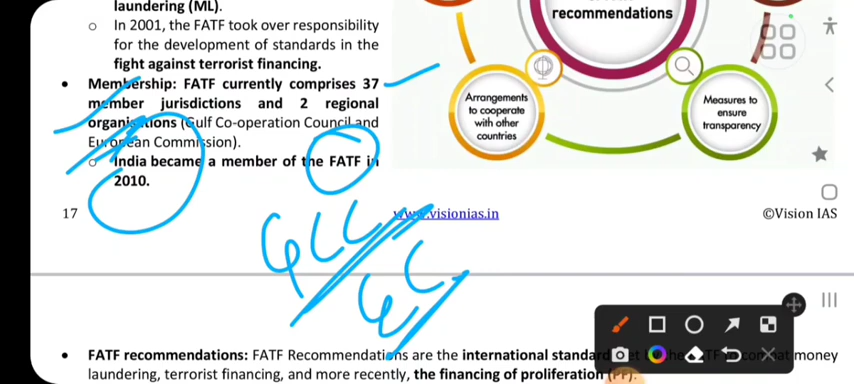 laundering (ML).
o In 2001, the FATF took over responsibility
for the development of standards in the
fight against terrorist financing.
• Membership: FATF currently comprises 37
member jurisdictions and 2 regional
organisations (Gulf Co-operation Council and
European Commission).
o India became a member of the FATF in
2010.
recommendations
Arrangements
to cooperate
with other
countries
Measures to
ensure
transparency
17
www.visionias.in
©Vision IAS
GCC
EC
• FATF recommendations: FATF Recommendations are the international standard money
laundering, terrorist financing, and more recently, the financing of proliferation (PF).